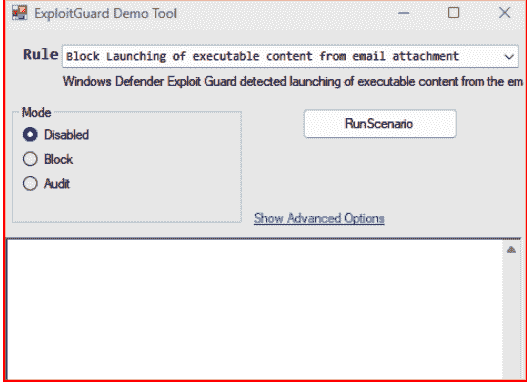 ExploitGuard Demo Tool
Rule Block Launching of executable content from email attachment
Windows Defender Exploit Guard detected launching of executable content from the em
Mode
Disabled
RunScenario
Block
Audit
Show Advanced Options